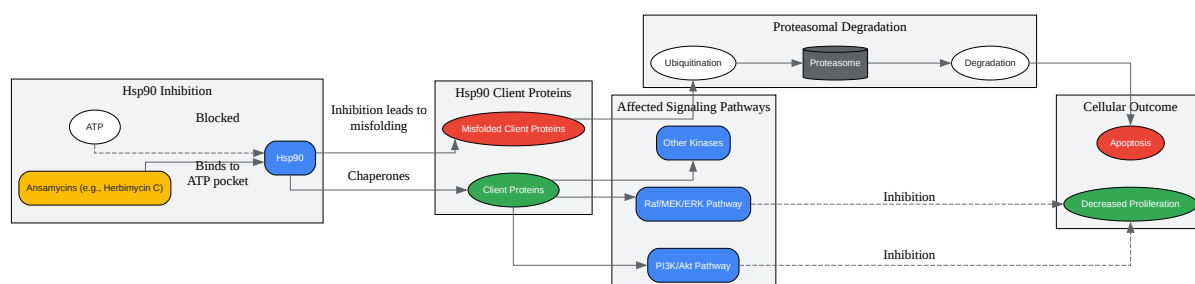 Proteasomal Degradation
Ubiquitination
Proteasome
Degradation
Hsp90 Inhibition
Blocked
ATP
Hsp90
Binds to
ATP pocket
Ansamycins (e.g., Herbimycin C)
Inhibition leads to
misfolding
Chaperones
Hsp90 Client Proteins
Misfolded Client Proteins
Client Proteins
Affected Signaling Pathways
Other Kinases
Raf/MEK/ERK Pathway
PI3K/Akt Pathway
Inhibition
Inhibition
Cellular Outcome
Apoptosis
Decreased Proliferation